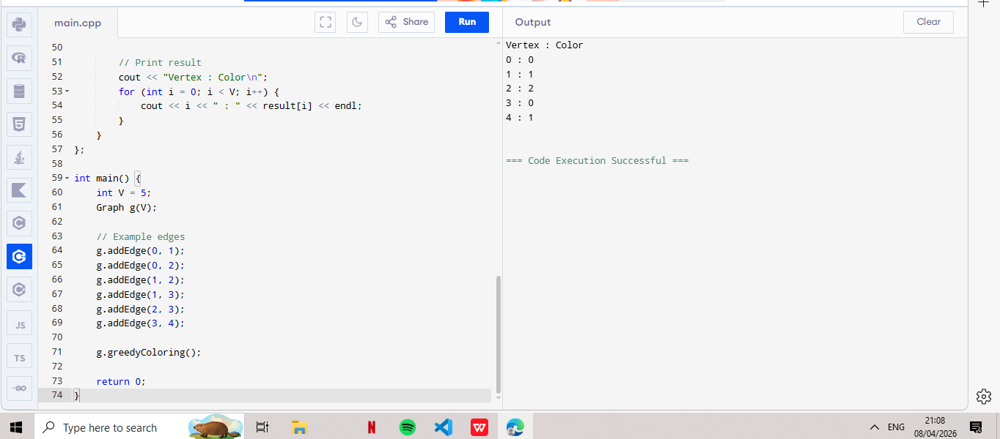 main.cpp
Share
Run
Output
Clear
50
51 // Print result
52 cout << "Vertex : Color\n";
53 for (int i = 0; i < V; i++) {
54 cout << i << " : " << result[i] << endl;
55 }
56 }
57 };
58
59 int main() {
60 int V = 5;
61 Graph g(V);
62
63 // Example edges
64 g.addEdge(0, 1);
65 g.addEdge(0, 2);
66 g.addEdge(1, 2);
67 g.addEdge(1, 3);
68 g.addEdge(2, 3);
69 g.addEdge(3, 4);
70
71 g.greedyColoring();
72
73 return 0;
74 }
Vertex : Color
0 : 0
1 : 1
2 : 2
3 : 0
4 : 1
=== Code Execution Successful ===
JS
TS
GO
Type here to search
ENG
21:08
08/04/2026